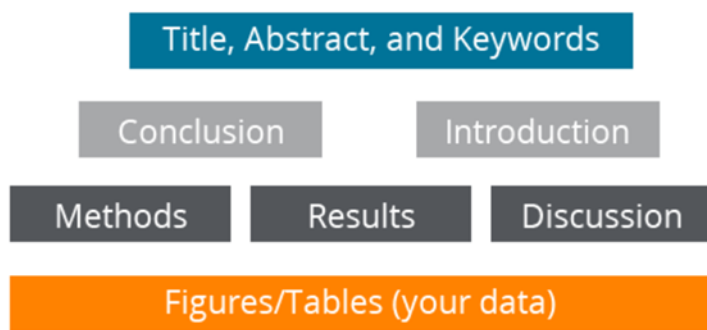 Title, Abstract, and Keywords
Conclusion
Introduction
Methods
Results
Discussion
Figures/Tables (your data)